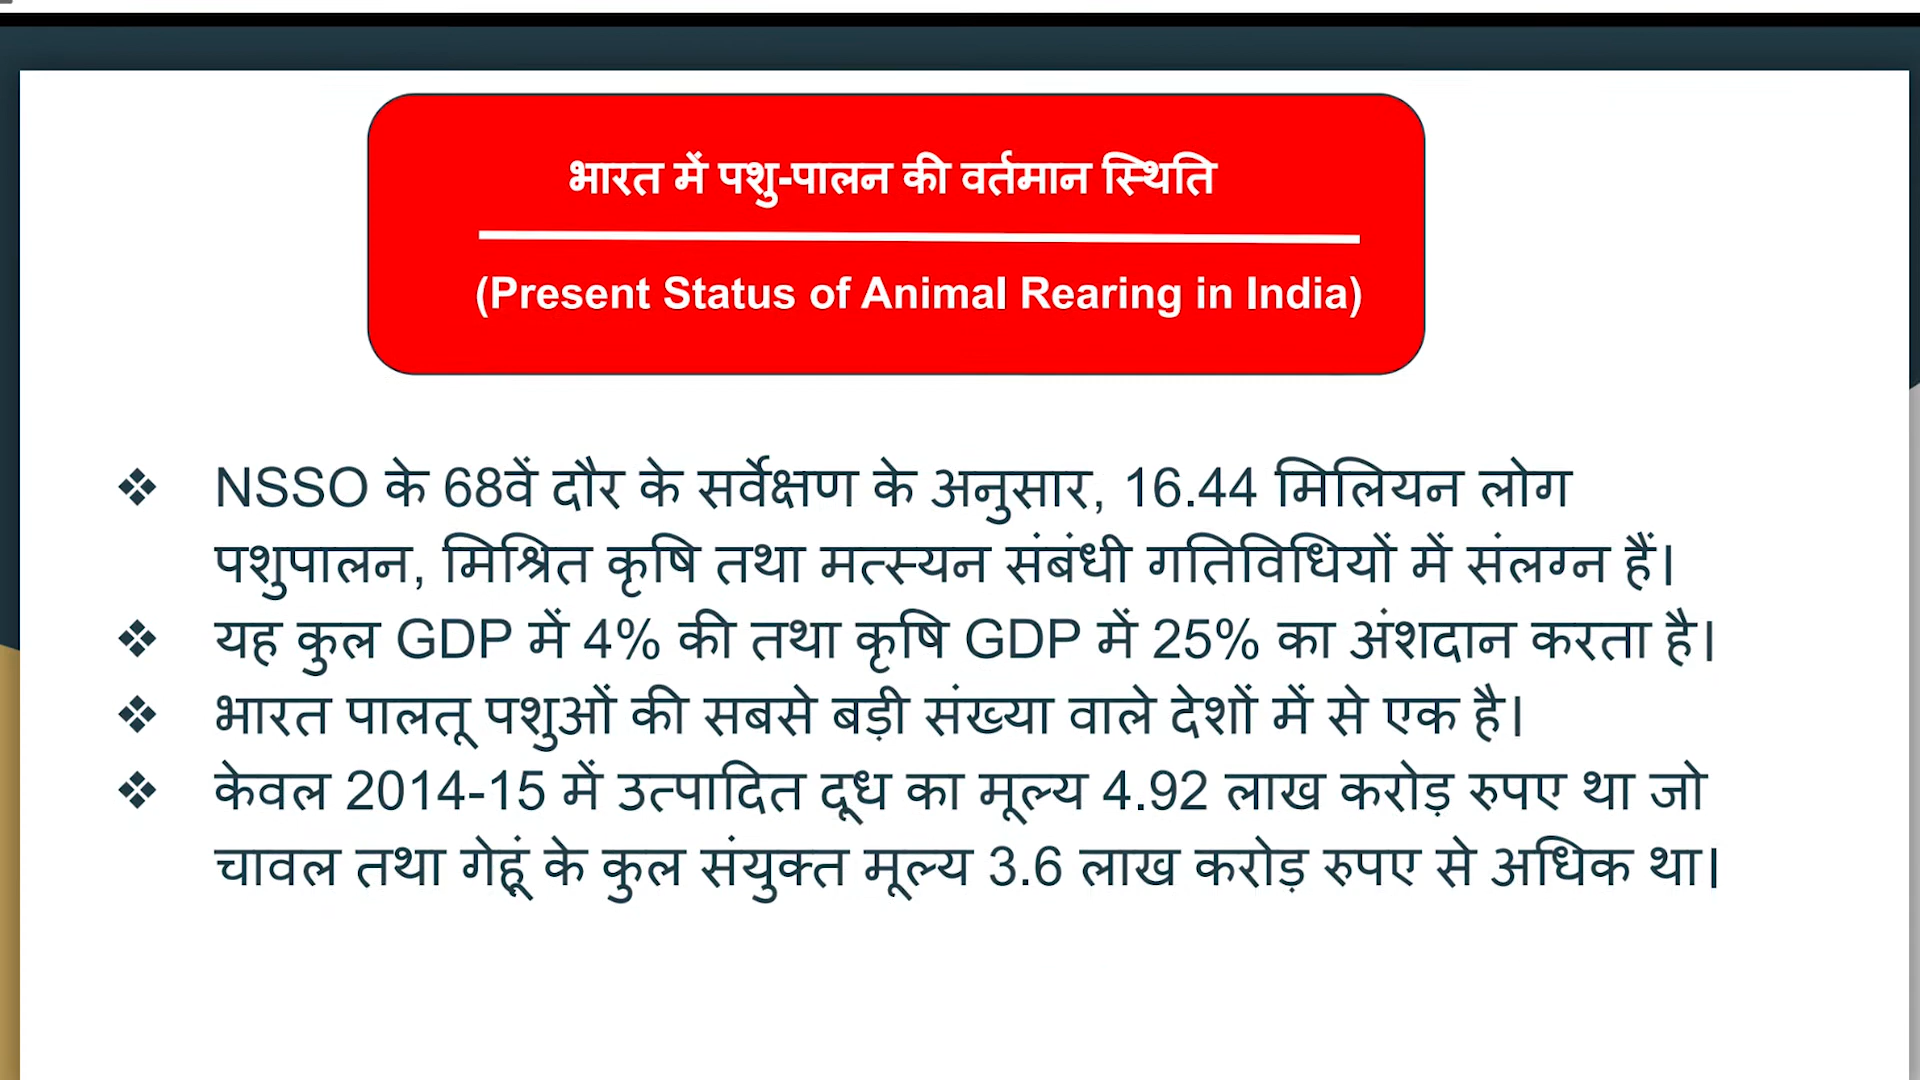 भारत में पशु-पालन की वर्तमान स्थिति
(Present Status of Animal Rearing in India)
❖ NSSO के 68वें दौर के सर्वेक्षण के अनुसार, 16.44 मिलियन लोग
पशुपालन, मिश्रित कृषि तथा मत्स्यन संबंधी गतिविधियों में संलग्न हैं।
❖ यह कुल GDP में 4% की तथा कृषि GDP में 25% का अंशदान करता है।
❖ भारत पालतू पशुओं की सबसे बड़ी संख्या वाले देशों में से एक है।
❖ केवल 2014-15 में उत्पादित दूध का मूल्य 4.92 लाख करोड़ रुपए था जो
चावल तथा गेहूं के कुल संयुक्त मूल्य 3.6 लाख करोड़ रुपए से अधिक था।